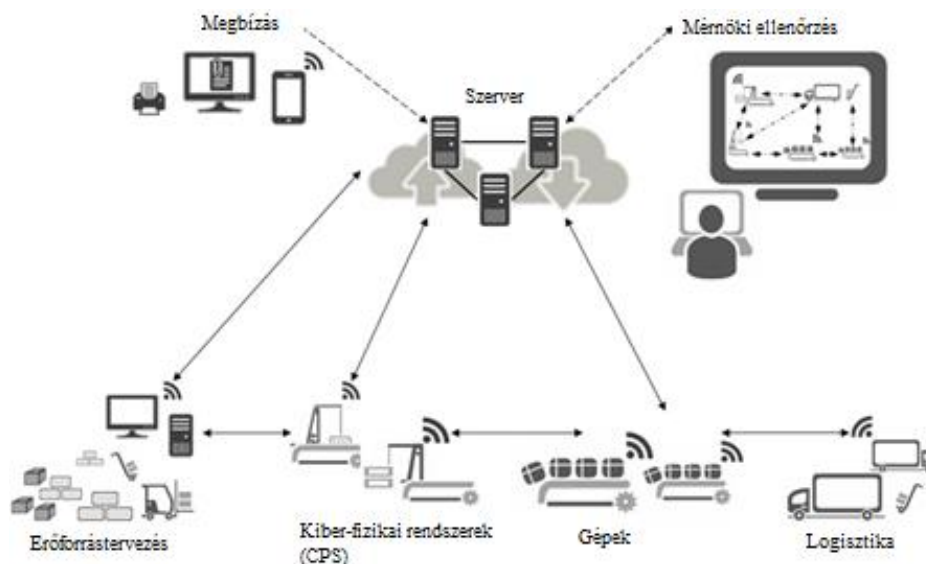 Megbízás
Mérnöki ellenőrzés
Szerver
Erőforrástervezés
Kiber-fizikai rendszerek
(CPS)
Gépek
Logisztika